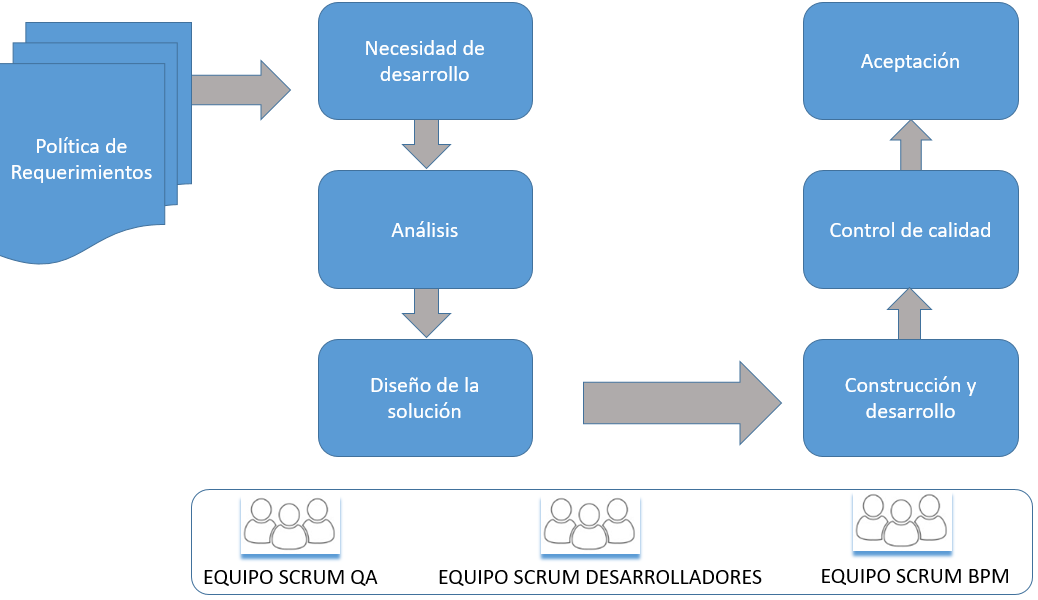 Política de
Requerimientos
Necesidad de
desarrollo
Análisis
Diseño de la
solución
Construcción y
desarrollo
Control de calidad
Aceptación
EQUIPO SCRUM QA
EQUIPO SCRUM DESARROLLADORES
EQUIPO SCRUM BPM